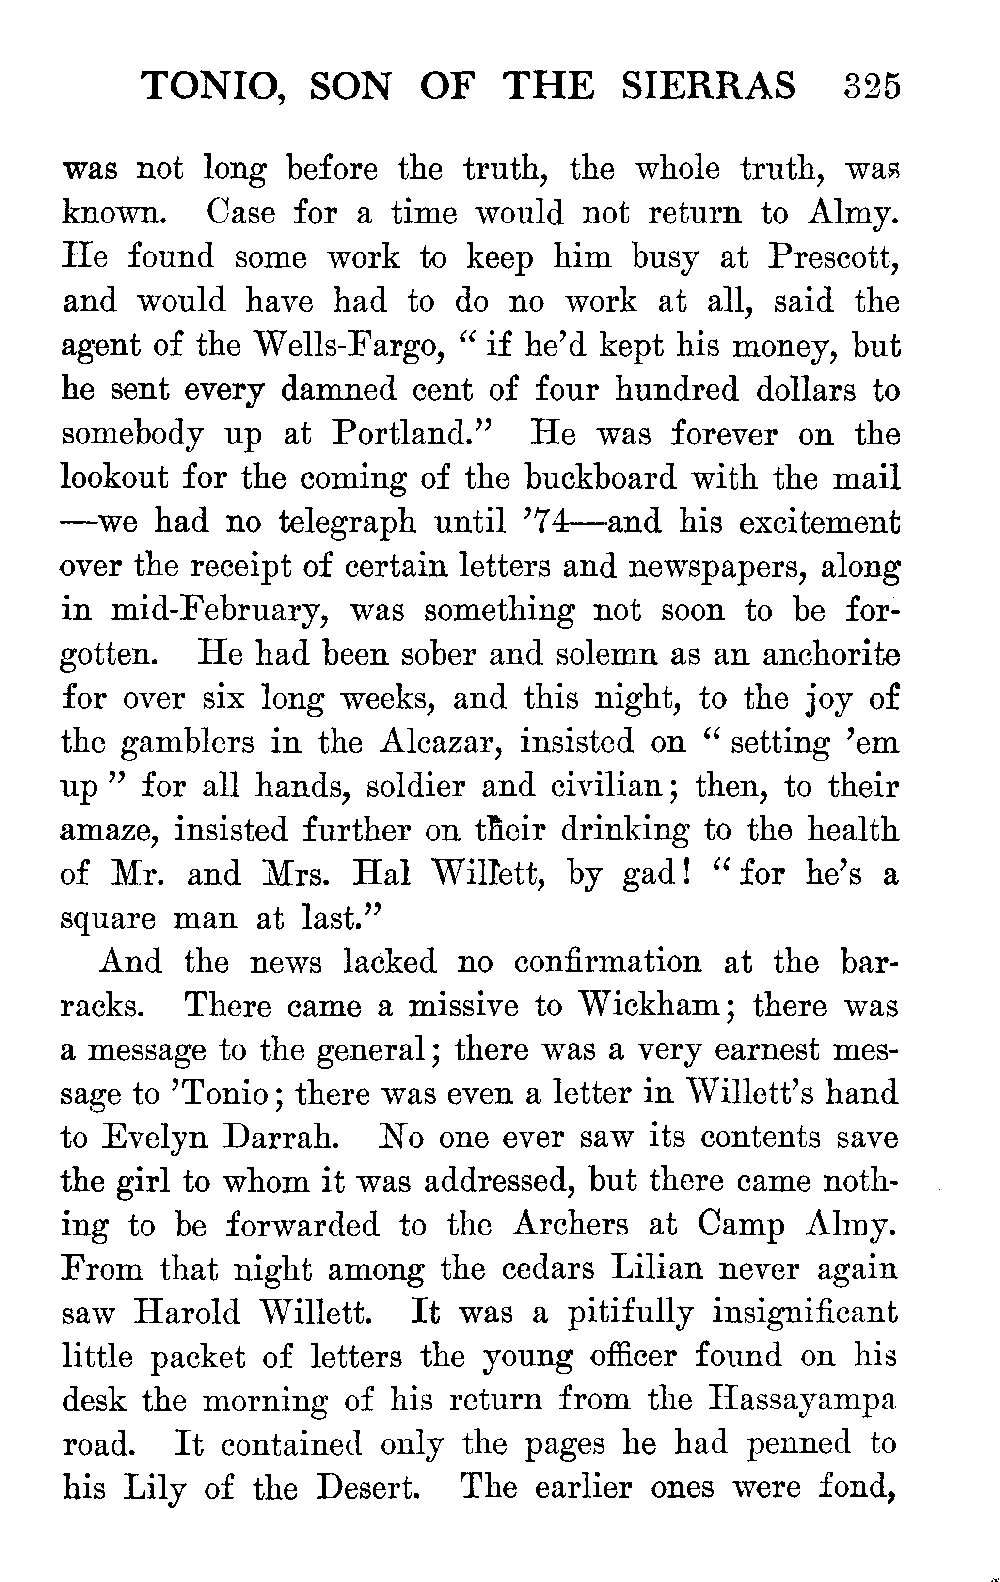 TONIO, SON OF THE SIERRAS 325
was not long before the truth, the whole truth, was
known. Case for a time would not return to Almy.
He found some work to keep him busy at Prescott,
and would have had to do no work at all, said the
agent of the Wells-Fargo, “ if he’d kept his money, but
he sent every damned cent of four hundred dollars to
somebody up at Portland.” He was forever on the
lookout for the coming of the buckboard with the mail
—we had no telegraph until ’74—and his excitement
over the receipt of certain letters and newspapers, along
in mid-February, was something not soon to be for-
gotten. He had been sober and solemn as an anchorite
for over six long weeks, and this night, to the joy of
the gamblers in the Alcazar, insisted on “ setting ’em
up ” for all hands, soldier and civilian; then, to their
amaze, insisted further on their drinking to the health
of Mr. and Mrs. Hal Willett, by gad! “ for he’s a
square man at last.”
And the news lacked no confirmation at the bar-
racks. There came a missive to Wickham; there was
a message to the general; there was a very earnest mes-
sage to ’Tonio; there was even a letter in Willett’s hand
to Evelyn Darrah. No one ever saw its contents save
the girl to whom it was addressed, but there came noth-
ing to be forwarded to the Archers at Camp Almy.
From that night among the cedars Lilian never again
saw Harold Willett. It was a pitifully insignificant
little packet of letters the young officer found on his
desk the morning of his return from the Hassayampa
road. It contained only the pages he had penned to
his Lily of the Desert. The earlier ones were fond,